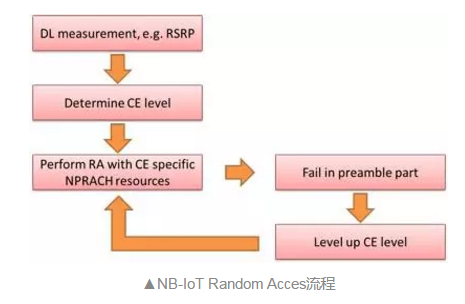 DL measurement, e.g. RSRP
Determine CE level
Perform RA with CE specific
NPRACH resources
Fail in preamble part
Level up CE level
▲NB-IoT Random Acces流程